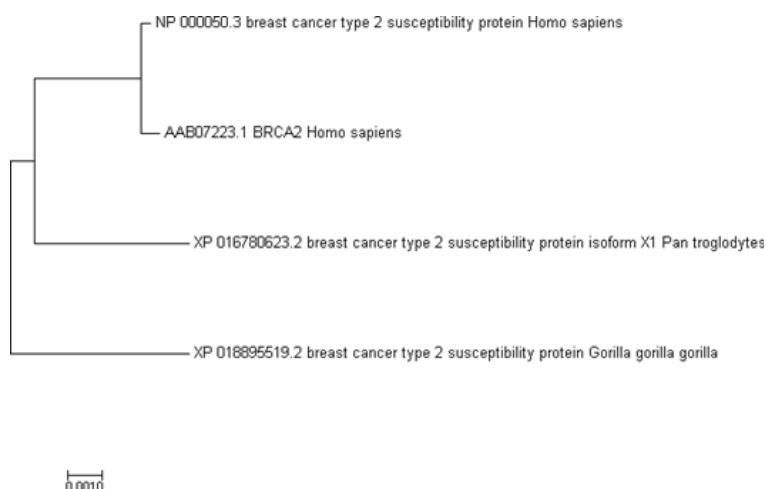 NP 000050.3 breast cancer type 2 susceptibility protein Homo sapiens
AAB07223.1 BRCA2 Homo sapiens
XP 016780623.2 breast cancer type 2 susceptibility protein isoform X1 Pan troglodytes
XP 018895519.2 breast cancer type 2 susceptibility protein Gorilla gorilla gorilla
0.0010